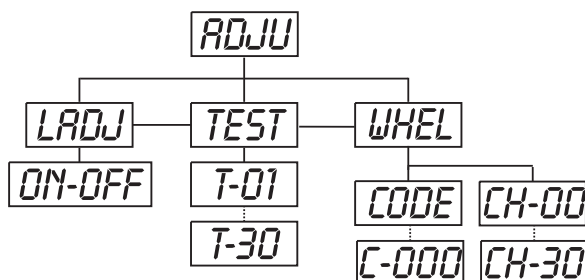 ADJU
LADJ TEST WHEL
ON-OFF T-01
CODE CH-00
T-30
C-000 CH-30